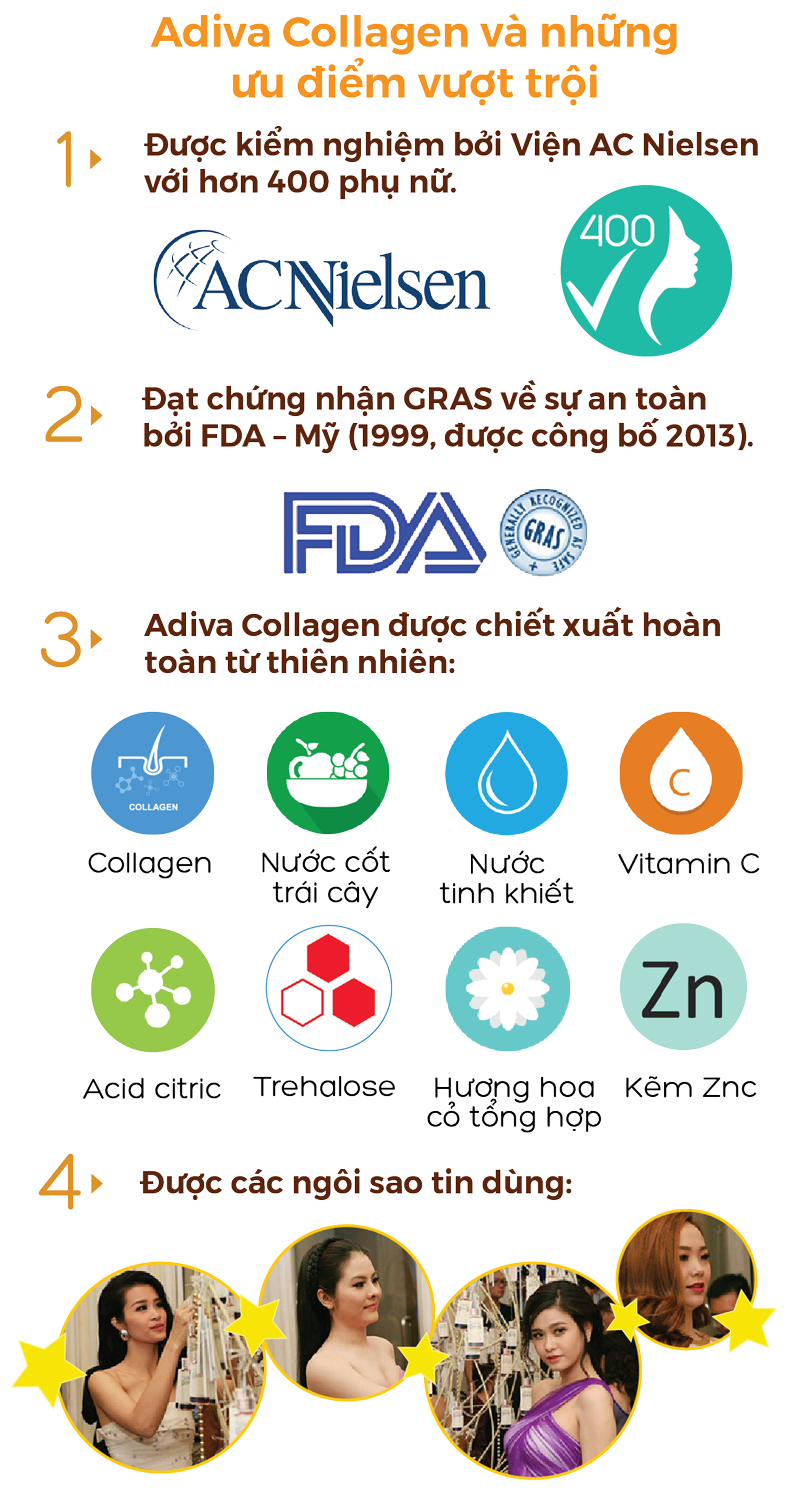 Adiva Collagen và những
ưu điểm vượt trội
1
Được kiểm nghiệm bởi Viện AC Nielsen
với hơn 400 phụ nữ.
ACNielsen
400
2
Đạt chứng nhận GRAS về sự an toàn
bởi FDA – Mỹ (1999, được công bố 2013).
FDA
GENERALLY RECOGNIZED AS SAFE
GRAS
3
Adiva Collagen được chiết xuất hoàn
toàn từ thiên nhiên:
COLLAGEN
C
Collagen
Nước cốt
trái cây
Nước
tinh khiết
Vitamin C
Zn
Acid citric
Trehalose
Hương hoa
cỏ tổng hợp
Kẽm Znc
4
Được các ngôi sao tin dùng: